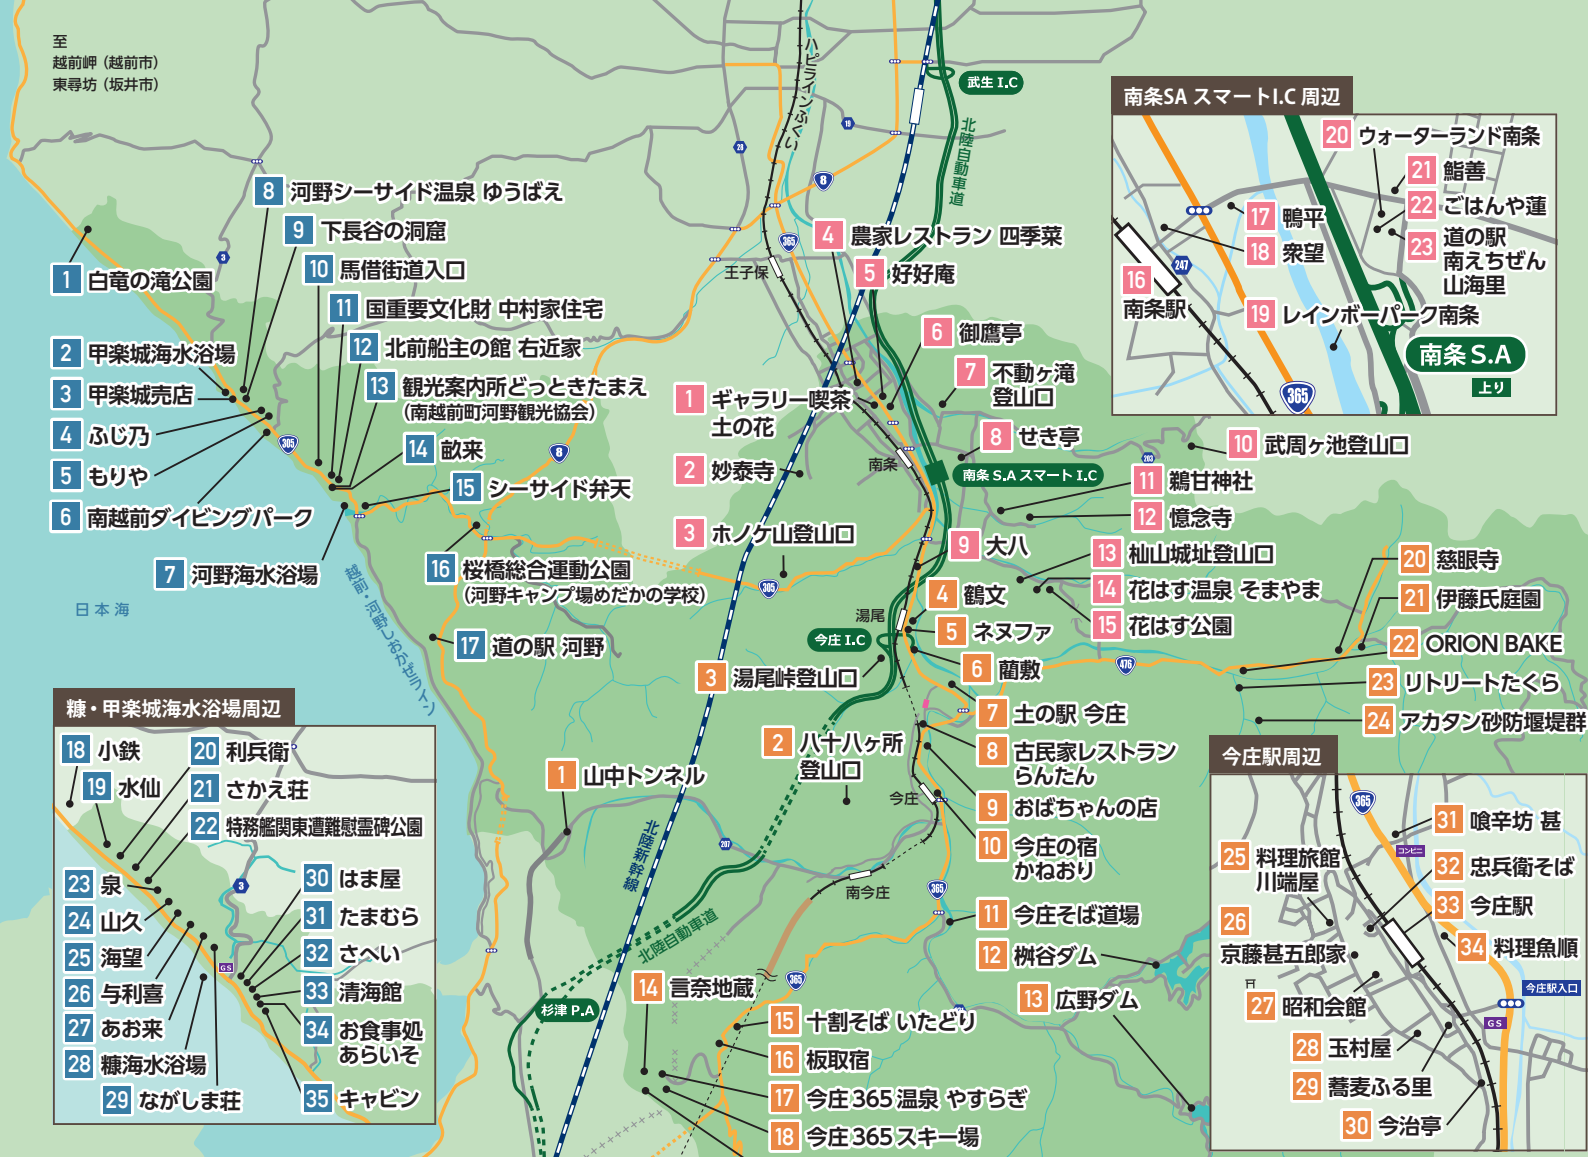 至
越前岬（越前市）
東尋坊（坂井市）
ハピラインふくい
武生 I.C
北陸自動車道
19
28
8
365
3
王子保
1 白竜の滝公園
2 甲楽城海水浴場
3 甲楽城売店
4 ふじ乃
5 もりや
6 南越前ダイビングパーク
7 河野海水浴場
8 河野シーサイド温泉 ゆうばえ
9 下長谷の洞窟
10 馬借街道入口
11 国重要文化財 中村家住宅
12 北前船主の館 右近家
13 観光案内所どっときたまえ
（南越前町河野観光協会）
14 畝来
15 シーサイド弁天
16 桜橋総合運動公園
（河野キャンプ場めだかの学校）
17 道の駅 河野
305
8
305
日本海
越前・河野しおかぜライン
1 ギャラリー喫茶
土の花
2 妙泰寺
3 ホノケ山登山口
4 農家レストラン 四季菜
5 好好庵
6 御鷹亭
7 不動ヶ滝
登山口
8 せき亭
9 大八
10 武周ヶ池登山口
11 鵜甘神社
12 憶念寺
13 杣山城址登山口
14 花はす温泉 そまやま
15 花はす公園
南条
南条 S.A スマート I.C
203
湯尾
今庄 I.C
476
南条SA スマートI.C 周辺
16
南条駅
17 鴨平
18 衆望
19 レインボーパーク南条
20 ウォーターランド南条
21 鮨善
22 ごはんや蓮
23 道の駅
南えちぜん
山海里
247
365
南条 S.A
上り
1 山中トンネル
2 八十八ヶ所
登山口
3 湯尾峠登山口
4 鶴文
5 ネヌファ
6 藺敷
7 土の駅 今庄
8 古民家レストラン
らんたん
9 おばちゃんの店
10 今庄の宿
かねおり
11 今庄そば道場
12 桝谷ダム
13 広野ダム
14 言奈地蔵
15 十割そば いたどり
16 板取宿
17 今庄 365 温泉 やすらぎ
18 今庄 365 スキー場
20 慈眼寺
21 伊藤氏庭園
22 ORION BAKE
23 リトリートたくら
24 アカタン砂防堰堤群
今庄
南今庄
北陸新幹線
北陸自動車道
杉津 P.A
207
365
365
糠・甲楽城海水浴場周辺
18 小鉄
19 水仙
20 利兵衛
21 さかえ荘
22 特務艦関東遭難慰霊碑公園
23 泉
24 山久
25 海望
26 与利喜
27 あお来
28 糠海水浴場
29 ながしま荘
30 はま屋
31 たまむら
32 さべい
33 清海館
34 お食事処
あらいそ
35 キャビン
3
GS
今庄駅周辺
25 料理旅館
川端屋
26
京藤甚五郎家
27 昭和会館
28 玉村屋
29 蕎麦ふる里
30 今治亭
31 喰辛坊 甚
32 忠兵衛そば
33 今庄駅
34 料理魚順
365
コンビニ
今庄駅入口
GS